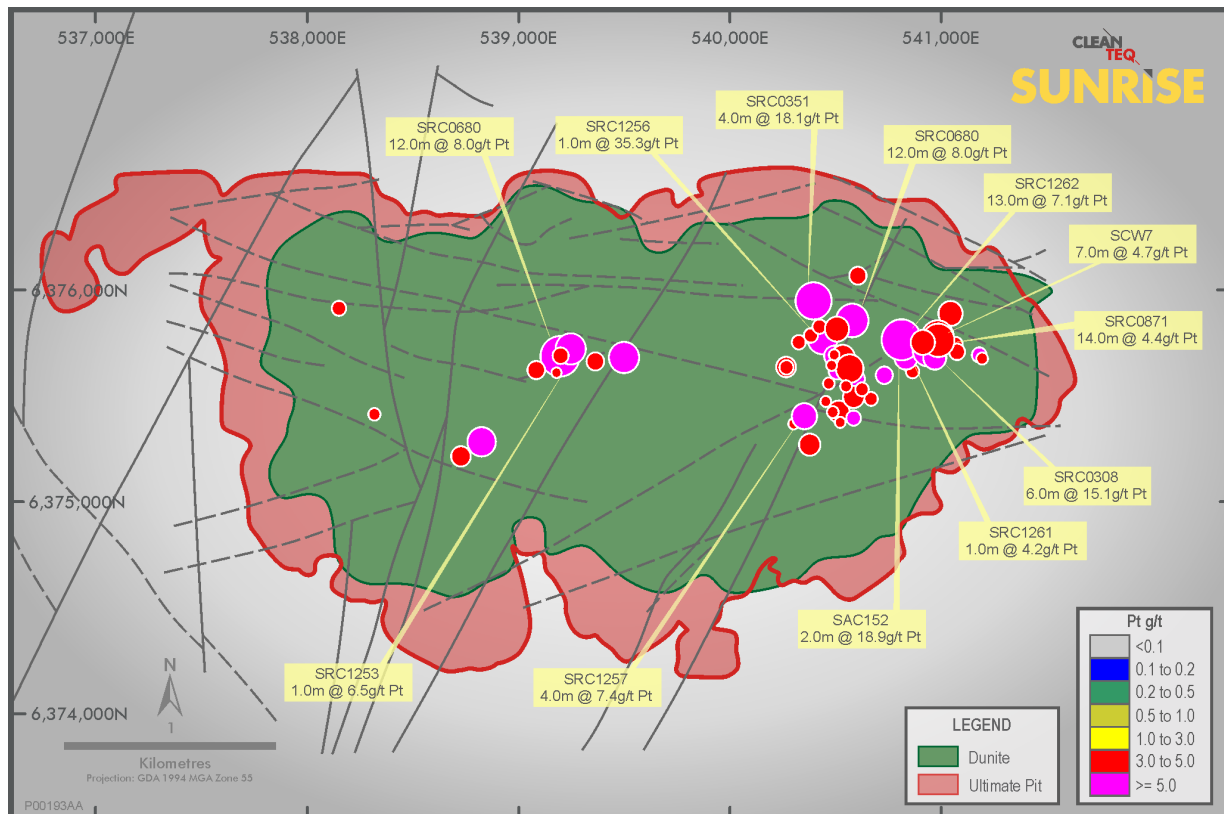 537,000E
538,000E
539,000E
540,000E
541,000E
CLEAN
TEQ
SUNRISE
SRC0351
4.0m @ 18.1g/t Pt
SRC0680
12.0m @ 8.0g/t Pt
SRC1256
1.0m @ 35.3g/t Pt
SRC0680
12.0m @ 8.0g/t Pt
SRC1262
13.0m @ 7.1g/t Pt
SCW7
7.0m @ 4.7g/t Pt
6,376,000N
SRC0871
14.0m @ 4.4g/t Pt
SRC0308
6.0m @ 15.1g/t Pt
6,375,000N
SRC1261
1.0m @ 4.2g/t Pt
SAC152
2.0m @ 18.9g/t Pt
SRC1253
1.0m @ 6.5g/t Pt
SRC1257
4.0m @ 7.4g/t Pt
6,374,000N
N
1
Kilometres
Projection: GDA 1994 MGA Zone 55
P00193AA
LEGEND
Dunite
Ultimate Pit
Pt g/t
<0.1
0.1 to 0.2
0.2 to 0.5
0.5 to 1.0
1.0 to 3.0
3.0 to 5.0
>= 5.0